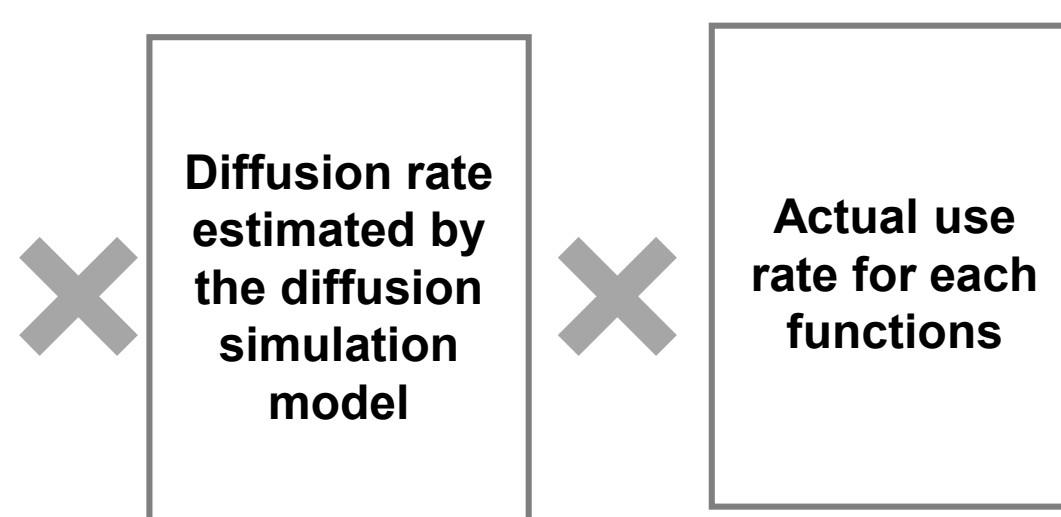 Diffusion rate
estimated by
the diffusion
simulation
model
Actual use
rate for each
functions